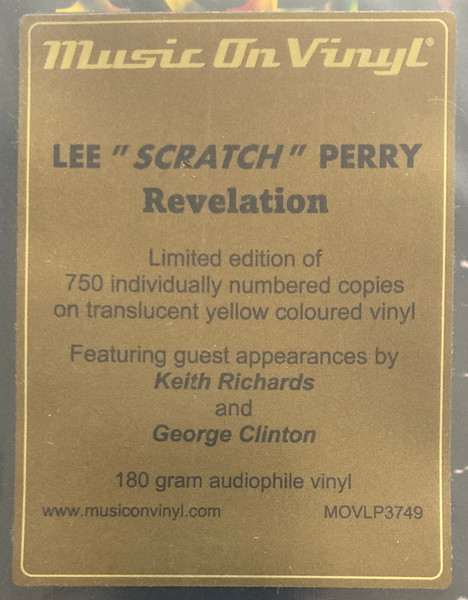 Music On Vinyl®
LEE "SCRATCH" PERRY
Revelation
Limited edition of
750 individually numbered copies
on translucent yellow coloured vinyl
Featuring guest appearances by
Keith Richards
and
George Clinton
180 gram audiophile vinyl
www.musiconvinyl.com MOVLP3749